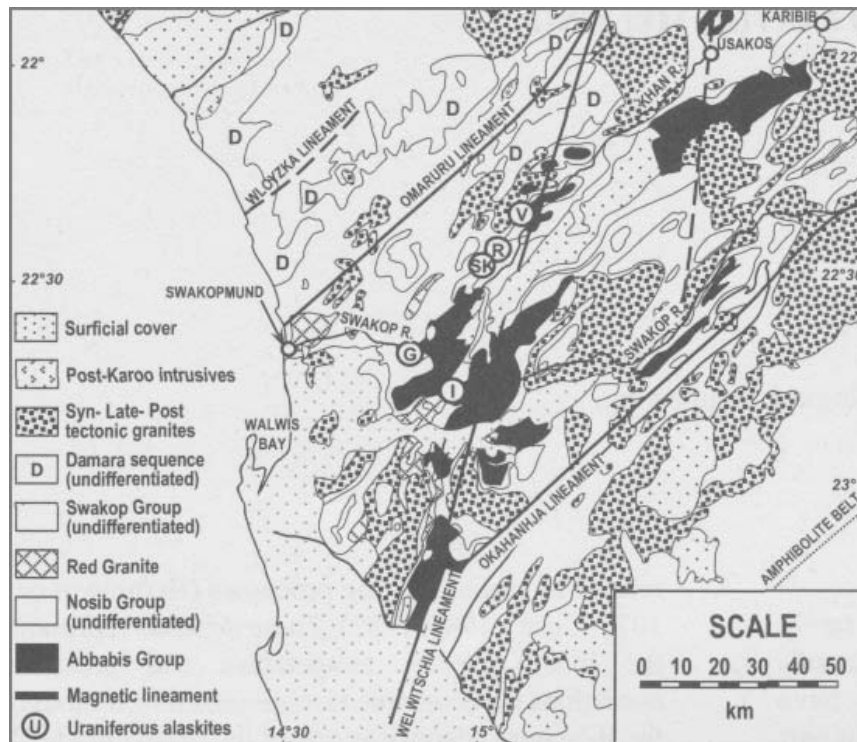 KARIBIB
USAKOS
22°
22
D
D
D
D
D
D
D
D
D
KHAN R.
WLOYZKA LINEAMENT
OMARURU LINEAMENT
V
R
SK
22°30
22°30
SWAKOPMUND
SWAKOP R.
SWAKOP R.
G
I
WALWIS
BAY
OKAHANHJA LINEAMENT
WELWITSCHIA LINEAMENT
23°
AMPHIBOLITE BELT
Surficial cover
Post-Karoo intrusives
Syn- Late- Post
tectonic granites
D Damara sequence
(undifferentiated)
Swakop Group
(undifferentiated)
Red Granite
Nosib Group
(undifferentiated)
Abbabis Group
Magnetic lineament
U Uraniferous alaskites
14°30
15°
SCALE
0 10 20 30 40 50
km